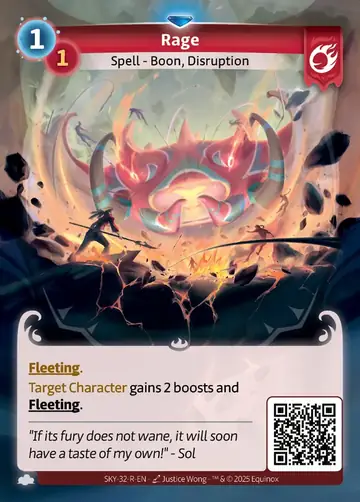 1
1
Rage
Spell - Boon, Disruption
Fleeting.
Target Character gains 2 boosts and
Fleeting.
"If its fury does not wane, it will soon
have a taste of my own!" - Sol
SKY-32-R-EN - Justice Wong - ™ & © 2025 Equinox